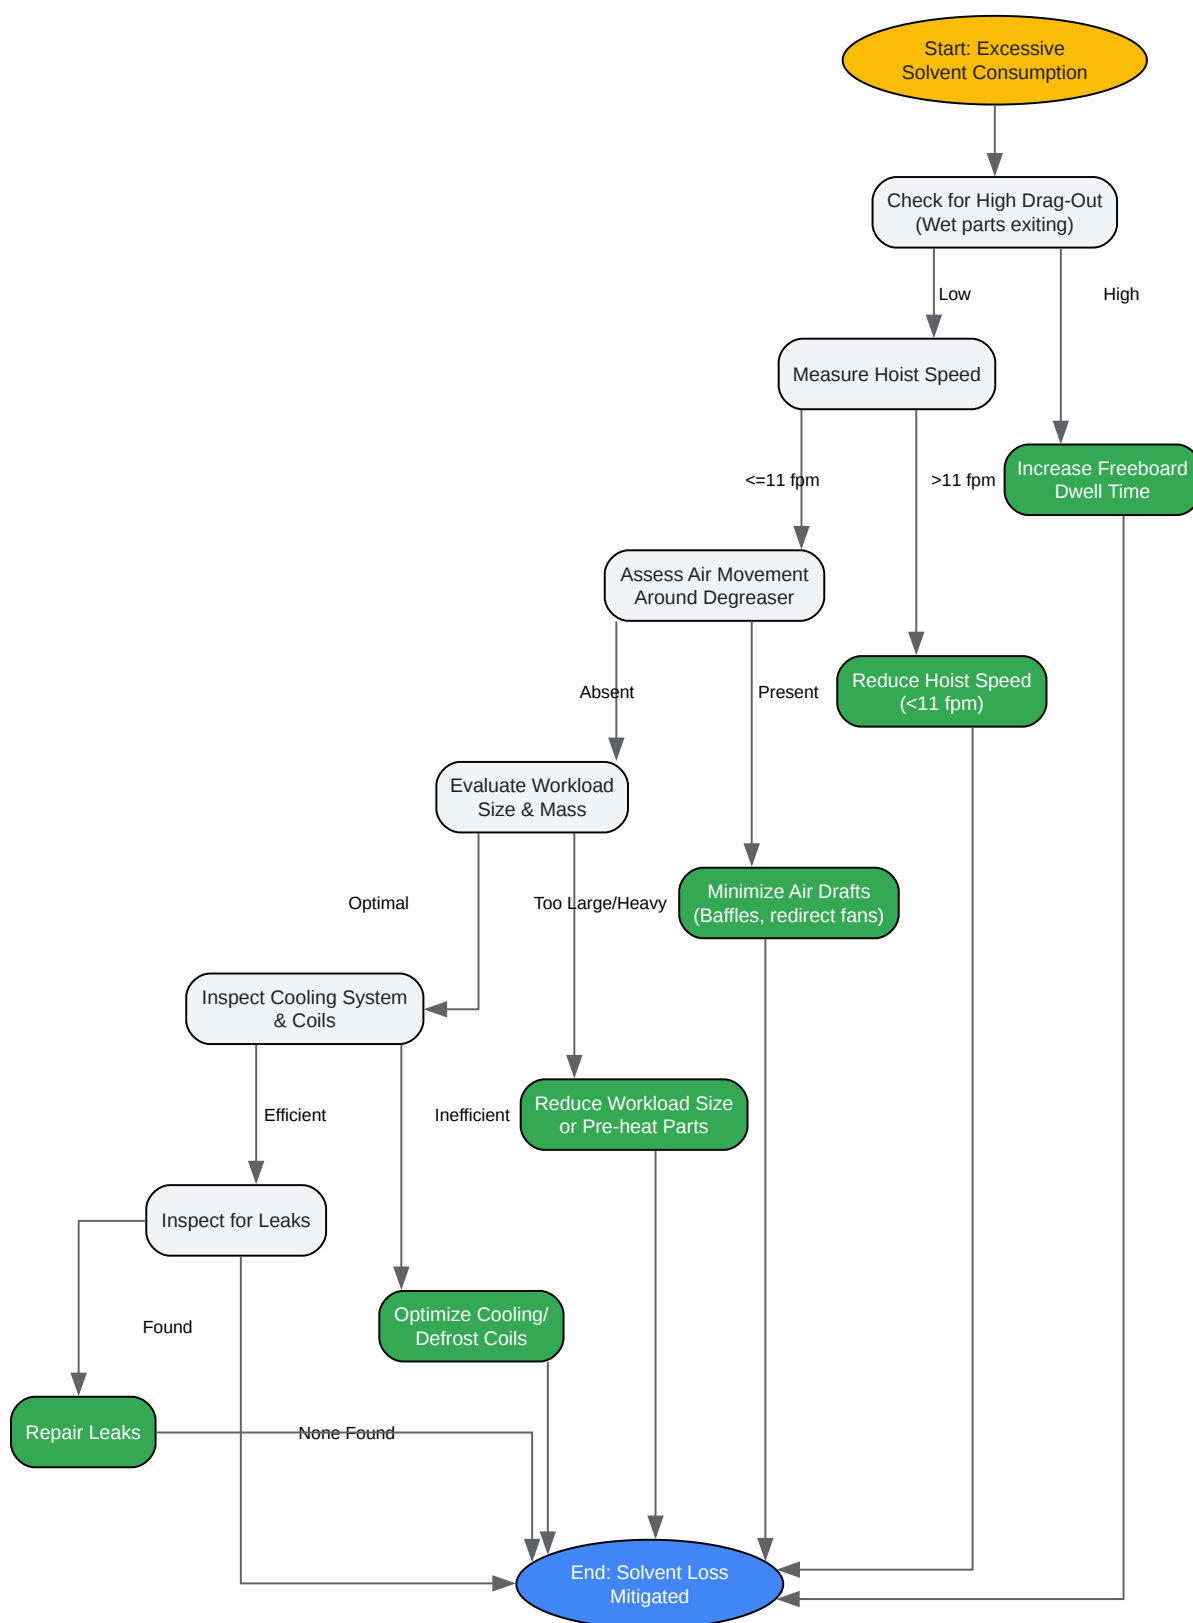 Start: Excessive
Solvent Consumption
Check for High Drag-Out
(Wet parts exiting)
Low
High
Measure Hoist Speed
Increase Freeboard
Dwell Time
<=11 fpm
>11 fpm
Assess Air Movement
Around Degreaser
Reduce Hoist Speed
(<11 fpm)
Absent
Present
Evaluate Workload
Size & Mass
Minimize Air Drafts
(Baffles, redirect fans)
Optimal
Too Large/Heavy
Inspect Cooling System
& Coils
Reduce Workload Size
or Pre-heat Parts
Efficient
Inefficient
Inspect for Leaks
Optimize Cooling/
Defrost Coils
Found
Repair Leaks
None Found
End: Solvent Loss
Mitigated